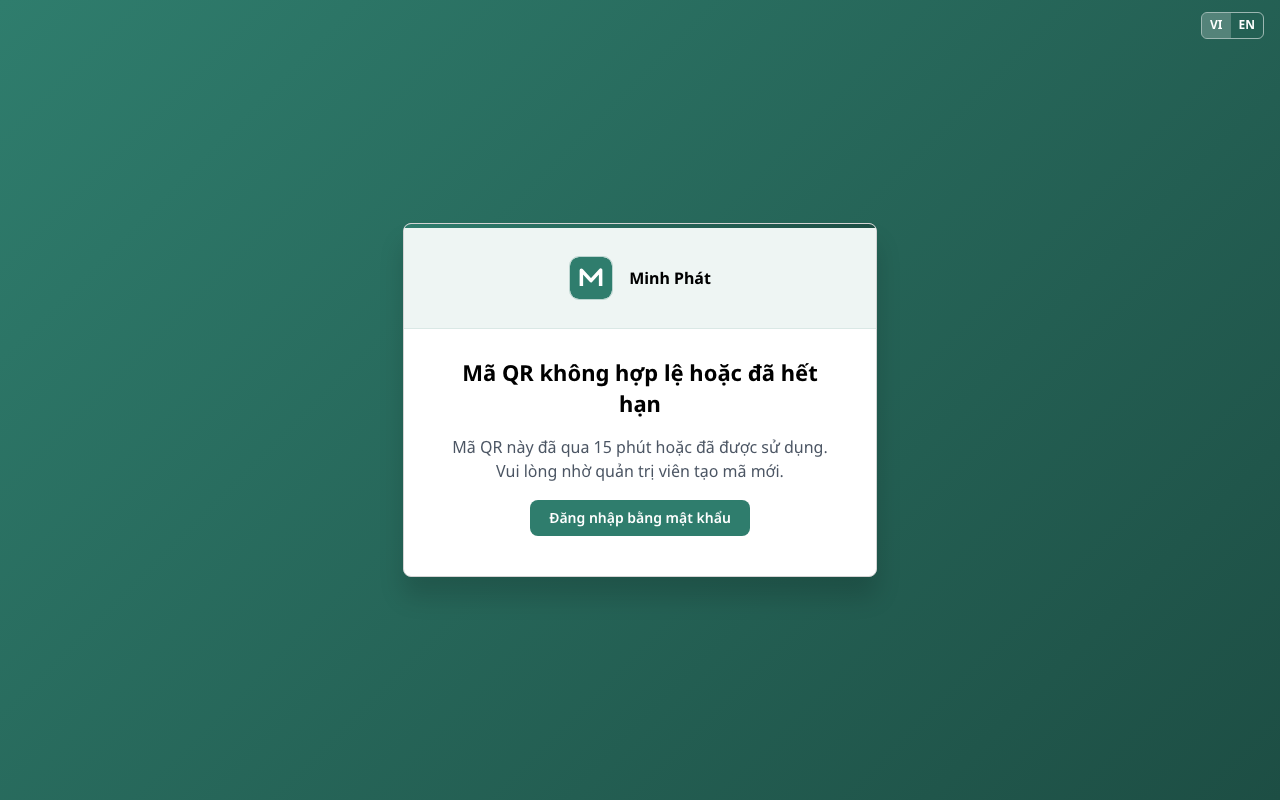 VI EN
Minh Phát
Mã QR không hợp lệ hoặc đã hết
hạn
Mã QR này đã qua 15 phút hoặc đã được sử dụng.
Vui lòng nhờ quản trị viên tạo mã mới.
Đăng nhập bằng mật khẩu